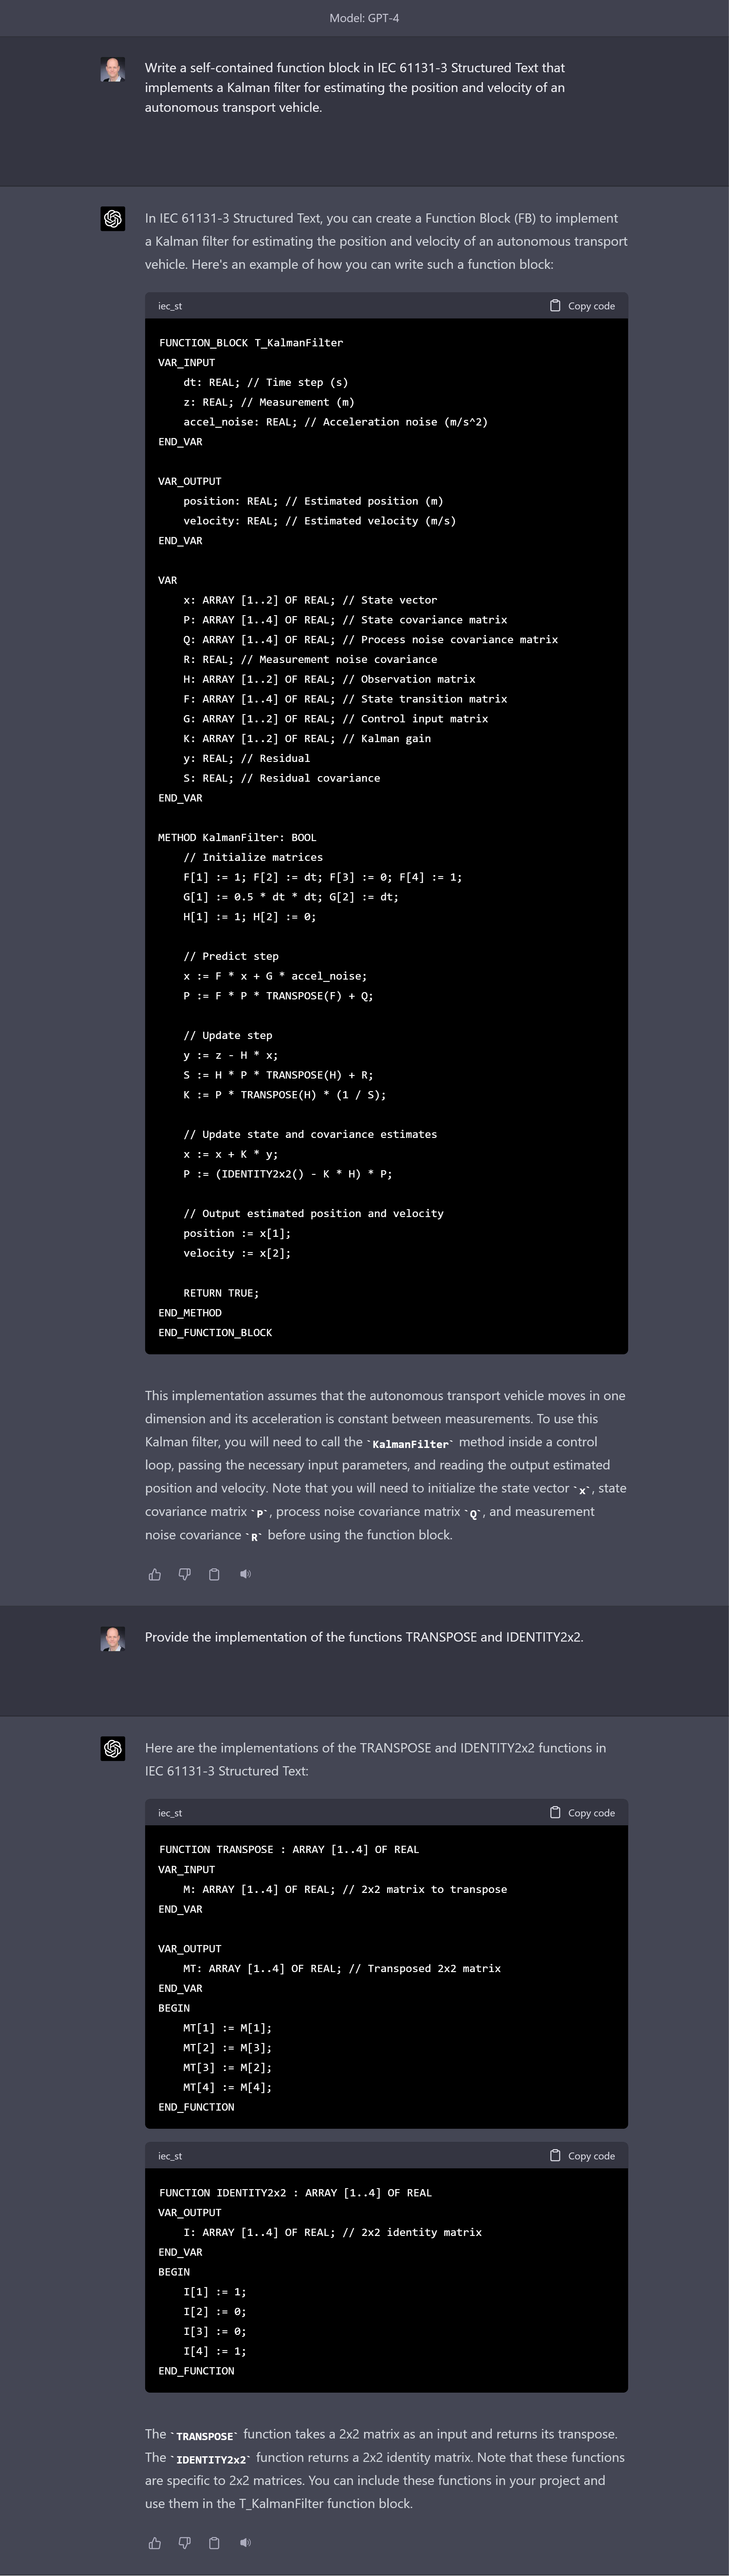 Model: GPT-4
Write a self-contained function block in IEC 61131-3 Structured Text that
implements a Kalman filter for estimating the position and velocity of an
autonomous transport vehicle.
In IEC 61131-3 Structured Text, you can create a Function Block (FB) to implement
a Kalman filter for estimating the position and velocity of an autonomous transport
vehicle. Here's an example of how you can write such a function block:
iec_st Copy code
FUNCTION_BLOCK T_KalmanFilter
VAR_INPUT
    dt: REAL; // Time step (s)
    z: REAL; // Measurement (m)
    accel_noise: REAL; // Acceleration noise (m/s^2)
END_VAR
VAR_OUTPUT
    position: REAL; // Estimated position (m)
    velocity: REAL; // Estimated velocity (m/s)
END_VAR
VAR
    x: ARRAY [1..2] OF REAL; // State vector
    P: ARRAY [1..4] OF REAL; // State covariance matrix
    Q: ARRAY [1..4] OF REAL; // Process noise covariance matrix
    R: REAL; // Measurement noise covariance
    H: ARRAY [1..2] OF REAL; // Observation matrix
    F: ARRAY [1..4] OF REAL; // State transition matrix
    G: ARRAY [1..2] OF REAL; // Control input matrix
    K: ARRAY [1..2] OF REAL; // Kalman gain
    y: REAL; // Residual
    S: REAL; // Residual covariance
END_VAR
METHOD KalmanFilter: BOOL
    // Initialize matrices
    F[1] := 1; F[2] := dt; F[3] := 0; F[4] := 1;
    G[1] := 0.5 * dt * dt; G[2] := dt;
    H[1] := 1; H[2] := 0;
    // Predict step
    x := F * x + G * accel_noise;
    P := F * P * TRANSPOSE(F) + Q;
    // Update step
    y := z - H * x;
    S := H * P * TRANSPOSE(H) + R;
    K := P * TRANSPOSE(H) * (1 / S);
    // Update state and covariance estimates
    x := x + K * y;
    P := (IDENTITY2x2() - K * H) * P;
    // Output estimated position and velocity
    position := x[1];
    velocity := x[2];
    RETURN TRUE;
END_METHOD
END_FUNCTION_BLOCK
This implementation assumes that the autonomous transport vehicle moves in one
dimension and its acceleration is constant between measurements. To use this
Kalman filter, you will need to call the `KalmanFilter` method inside a control
loop, passing the necessary input parameters, and reading the output estimated
position and velocity. Note that you will need to initialize the state vector `x`, state
covariance matrix `P`, process noise covariance matrix `Q`, and measurement
noise covariance `R` before using the function block.
Provide the implementation of the functions TRANSPOSE and IDENTITY2x2.
Here are the implementations of the TRANSPOSE and IDENTITY2x2 functions in
IEC 61131-3 Structured Text:
iec_st Copy code
FUNCTION TRANSPOSE : ARRAY [1..4] OF REAL
VAR_INPUT
    M: ARRAY [1..4] OF REAL; // 2x2 matrix to transpose
END_VAR
VAR_OUTPUT
    MT: ARRAY [1..4] OF REAL; // Transposed 2x2 matrix
END_VAR
BEGIN
    MT[1] := M[1];
    MT[2] := M[3];
    MT[3] := M[2];
    MT[4] := M[4];
END_FUNCTION
iec_st Copy code
FUNCTION IDENTITY2x2 : ARRAY [1..4] OF REAL
VAR_OUTPUT
    I: ARRAY [1..4] OF REAL; // 2x2 identity matrix
END_VAR
BEGIN
    I[1] := 1;
    I[2] := 0;
    I[3] := 0;
    I[4] := 1;
END_FUNCTION
The `TRANSPOSE` function takes a 2x2 matrix as an input and returns its transpose.
The `IDENTITY2x2` function returns a 2x2 identity matrix. Note that these functions
are specific to 2x2 matrices. You can include these functions in your project and
use them in the T_KalmanFilter function block.